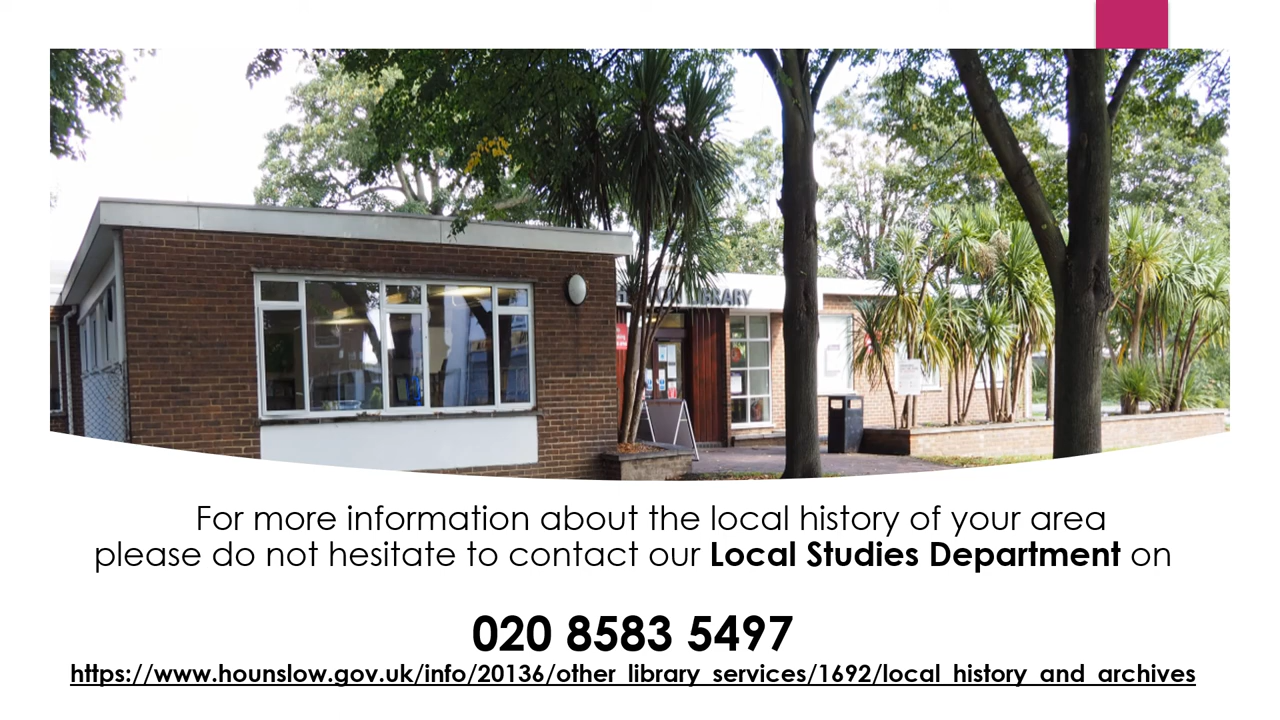 LIBRARY
For more information about the local history of your area
please do not hesitate to contact our Local Studies Department on
020 8583 5497
https://www.hounslow.gov.uk/info/20136/other_library_services/1692/local_history_and_archives